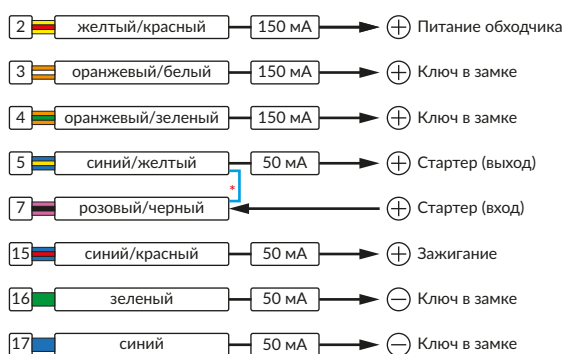 2 желтый/красный 150 мА + Питание обходчика
3 оранжевый/белый 150 мА + Ключ в замке
4 оранжевый/зеленый 150 мА + Ключ в замке
5 синий/желтый 50 мА + Стартер (выход)
*
7 розовый/черный + Стартер (вход)
15 синий/красный 50 мА + Зажигание
16 зеленый 50 мА − Ключ в замке
17 синий 50 мА − Ключ в замке